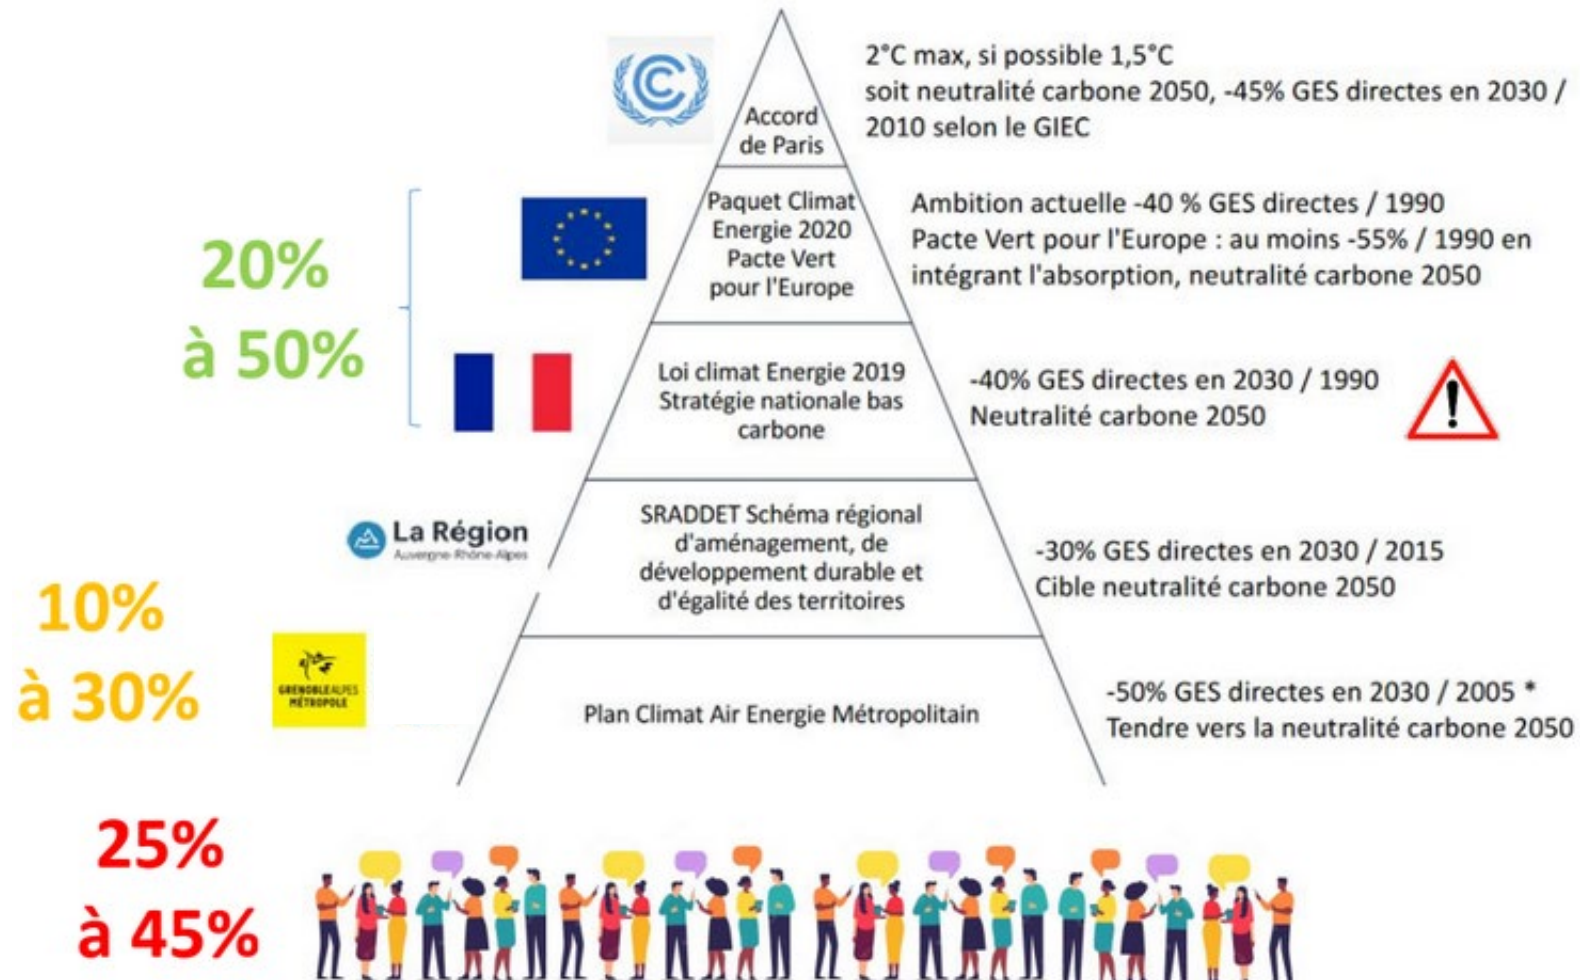 2°C max, si possible 1,5°C
soit neutralité carbone 2050, -45% GES directes en 2030 /
2010 selon le GIEC
Accord
de Paris
20%
à 50%
Paquet Climat
Energie 2020
Pacte Vert
pour l'Europe
Ambition actuelle -40 % GES directes / 1990
Pacte Vert pour l'Europe : au moins -55% / 1990 en
intégrant l'absorption, neutralité carbone 2050
Loi climat Energie 2019
Stratégie nationale bas
carbone
-40% GES directes en 2030 / 1990
Neutralité carbone 2050
!
La Région
Auvergne-Rhône-Alpes
SRADDET Schéma régional
d'aménagement, de
développement durable et
d'égalité des territoires
-30% GES directes en 2030 / 2015
Cible neutralité carbone 2050
10%
à 30%
GRENOBLEALPES
MÉTROPOLE
Plan Climat Air Energie Métropolitain
-50% GES directes en 2030 / 2005 *
Tendre vers la neutralité carbone 2050
25%
à 45%